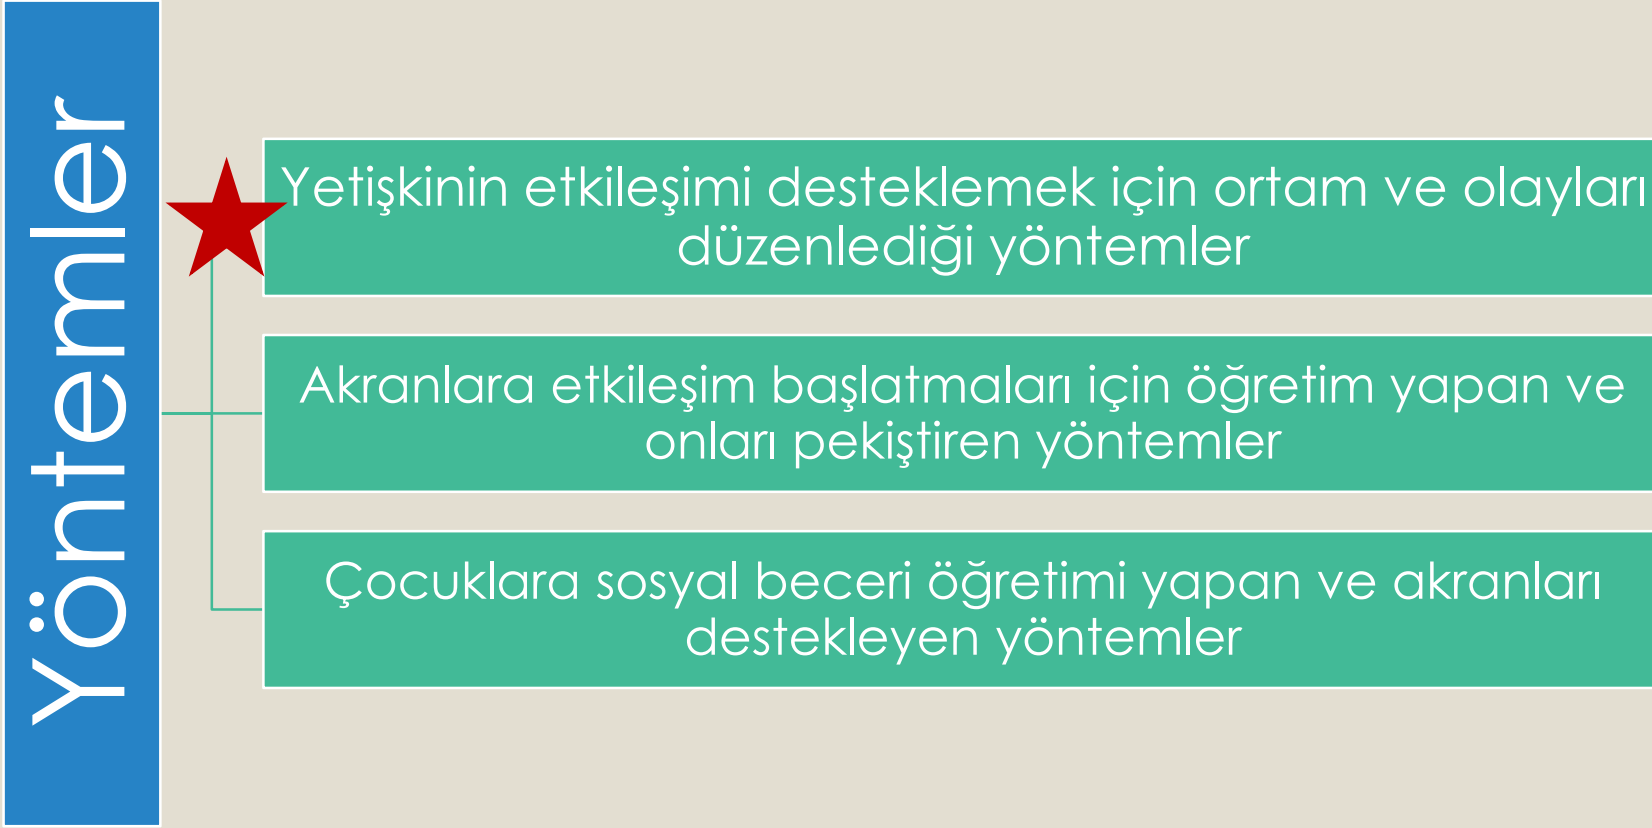 Yöntemler
Yetişkinin etkileşimi desteklemek için ortam ve olayları
düzenlediği yöntemler
Akranlara etkileşim başlatmaları için öğretim yapan ve
onları pekiştiren yöntemler
Çocuklara sosyal beceri öğretimi yapan ve akranları
destekleyen yöntemler